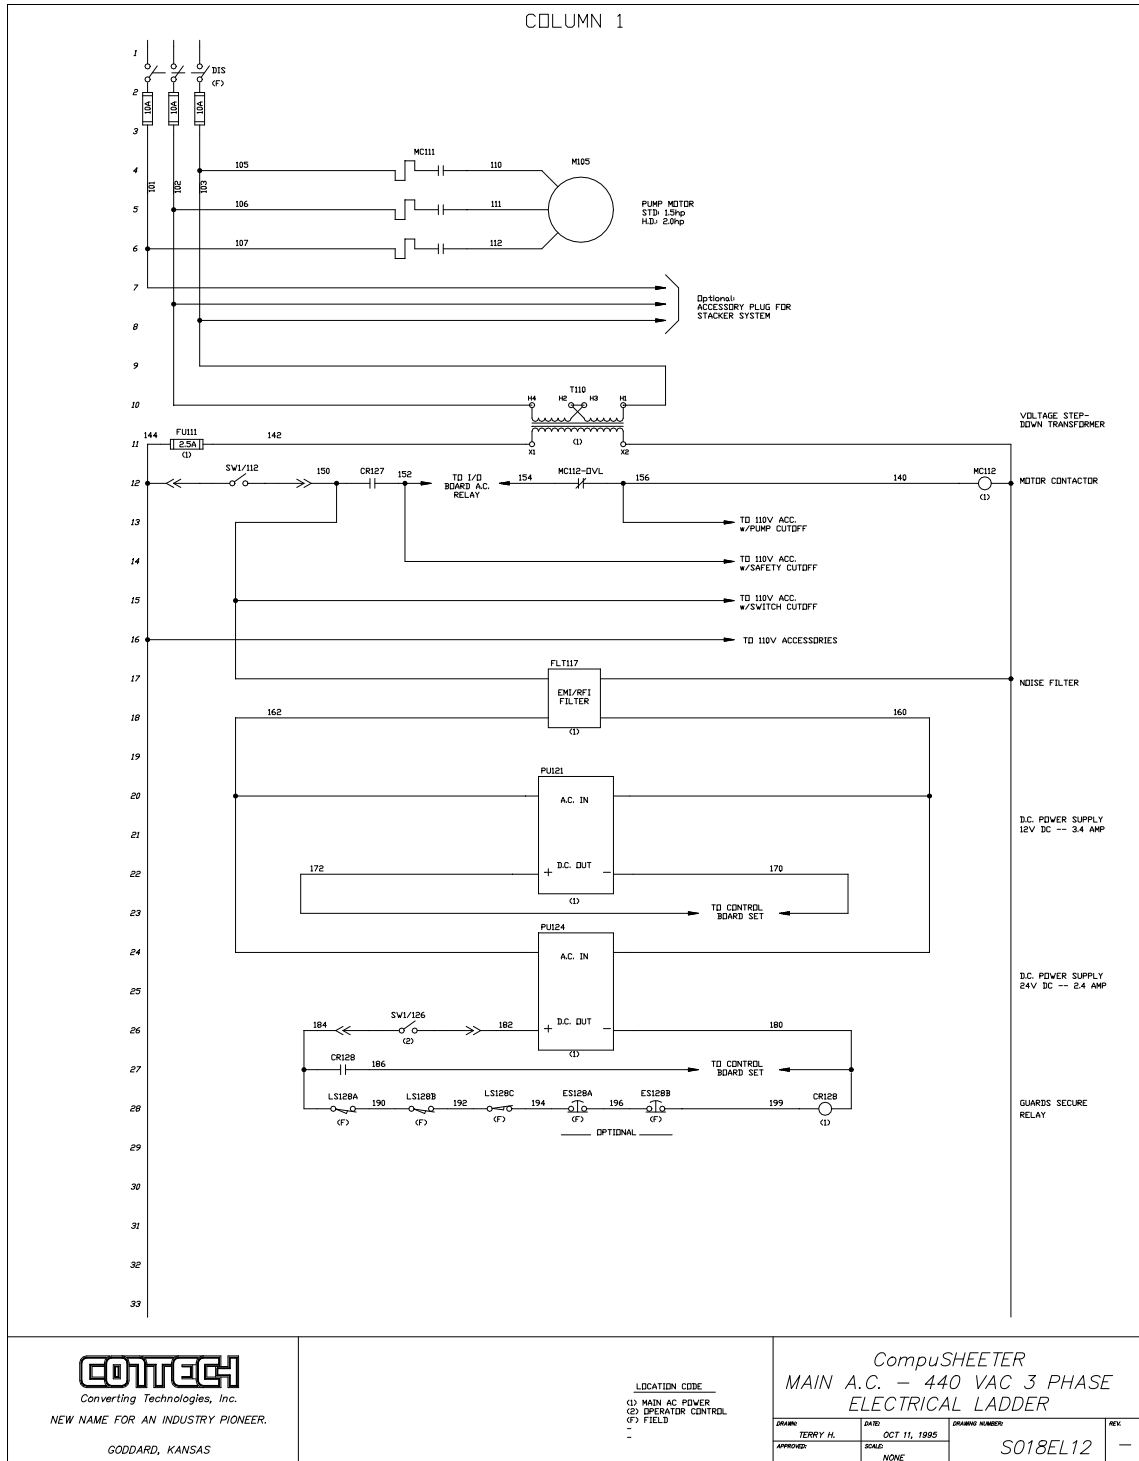 COLUMN 1
1
DIS
(F)
2
10A 10A 10A
3
MC111
4 105 110 M105
101 102 103
5 106 111
PUMP MOTOR
STD: 1.5hp
H.D.: 2.0hp
6 107 112
7
Optional:
ACCESSORY PLUG FOR
STACKER SYSTEM
8
9
T110
10 H4 H2 H3 H1
VOLTAGE STEP-
DOWN TRANSFORMER
144 FU111 142
11 2.5A (1)
(1) X1 X2
SW1/112 150 CR127 152 TO I/O
BOARD A.C.
RELAY
154 MC112-OVL 156 140 MC112
12 MOTOR CONTACTOR
(1)
13 TO 110V ACC.
w/PUMP CUTOFF
14 TO 110V ACC.
w/SAFETY CUTOFF
15 TO 110V ACC.
w/SWITCH CUTOFF
16 TO 110V ACCESSORIES
FLT117
17 NOISE FILTER
EMI/RFI
FILTER
18 162 160
(1)
19
PU121
20 A.C. IN
D.C. POWER SUPPLY
12V DC -- 3.4 AMP
21
22 172 + D.C. OUT - 170
(1)
23 TO CONTROL
BOARD SET
PU124
24 A.C. IN
D.C. POWER SUPPLY
24V DC -- 2.4 AMP
25
SW1/126
26 184 182 + D.C. OUT - 180
(2) (1)
CR128
27 186 TO CONTROL
BOARD SET
LS128A LS128B LS128C ES128A ES128B CR128
28 190 192 194 196 199
GUARDS SECURE
RELAY
(F) (F) (F) (F) (F) (1)
OPTIONAL
29
30
31
32
33
CONTECH
Converting Technologies, Inc.
NEW NAME FOR AN INDUSTRY PIONEER.
GODDARD, KANSAS
LOCATION CODE
(1) MAIN AC POWER
(2) OPERATOR CONTROL
(F) FIELD
-
-
CompuSHEETER
MAIN A.C. - 440 VAC 3 PHASE
ELECTRICAL LADDER
DRAWN: TERRY H.
DATE: OCT 11, 1995
DRAWING NUMBER: S018EL12
REV. -
APPROVED:
SCALE: NONE